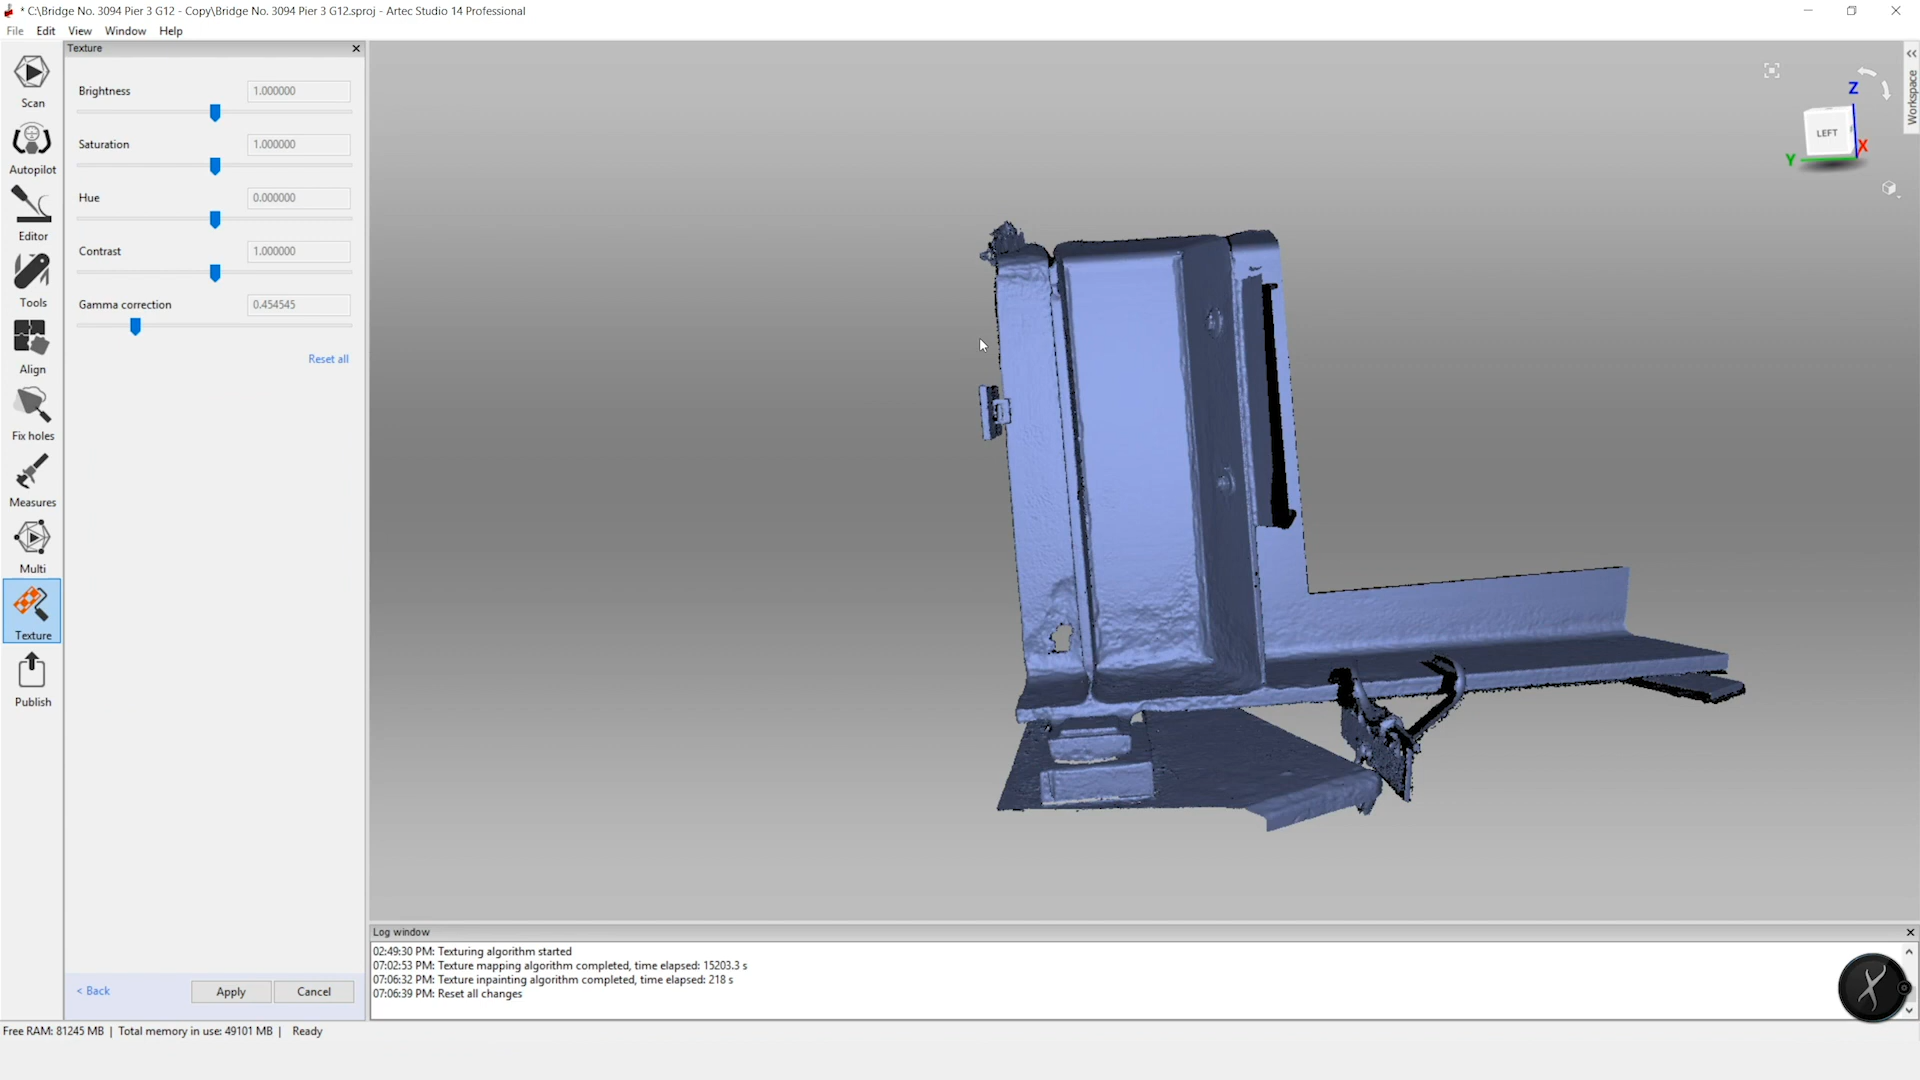 * C:\Bridge No. 3094 Pier 3 G12 - Copy\Bridge No. 3094 Pier 3 G12.sproj - Artec Studio 14 Professional
File Edit View Window Help
Texture
Scan
Autopilot
Editor
Tools
Align
Fix holes
Measures
Multi
Texture
Publish
Brightness 1.000000
Saturation 1.000000
Hue 0.000000
Contrast 1.000000
Gamma correction 0.454545
Reset all
< Back Apply Cancel
Z
LEFT
X
Y
Workspace
Log window
02:49:30 PM: Texturing algorithm started
07:02:53 PM: Texture mapping algorithm completed, time elapsed: 15203.3 s
07:06:32 PM: Texture inpainting algorithm completed, time elapsed: 218 s
07:06:39 PM: Reset all changes
Free RAM: 81245 MB | Total memory in use: 49101 MB | Ready